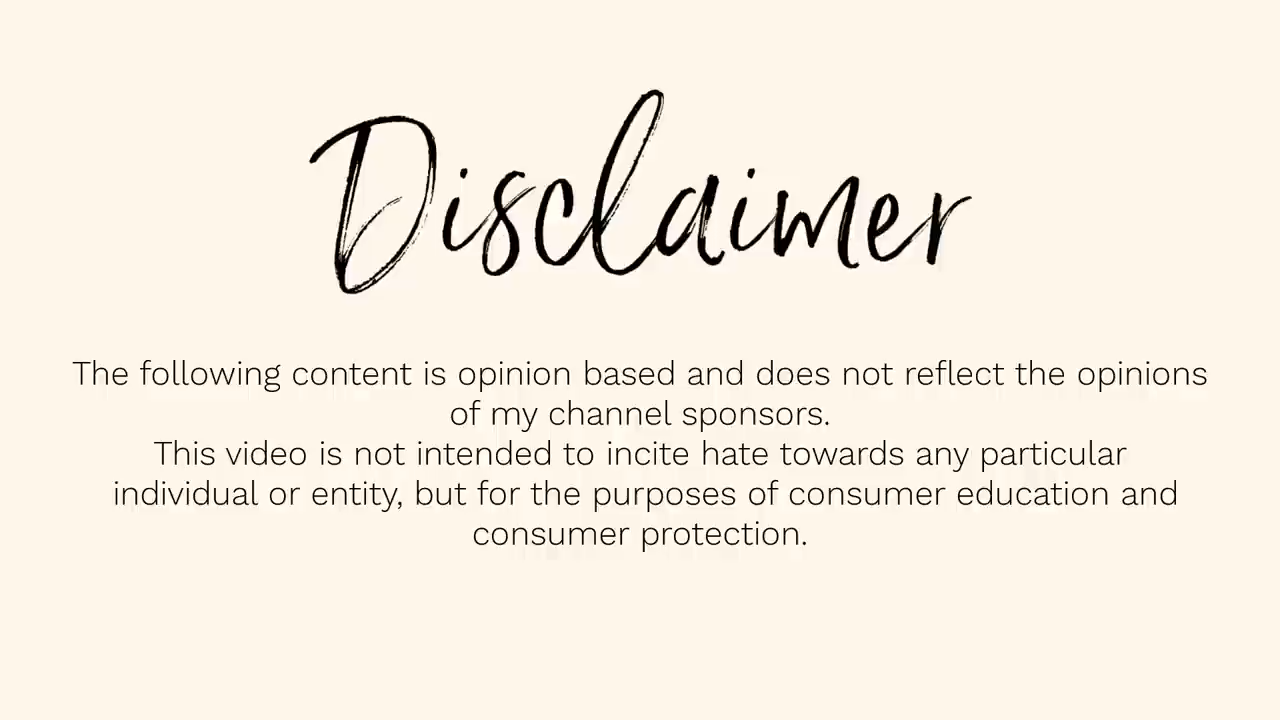 Disclaimer
The following content is opinion based and does not reflect the opinions
of my channel sponsors.
This video is not intended to incite hate towards any particular
individual or entity, but for the purposes of consumer education and
consumer protection.